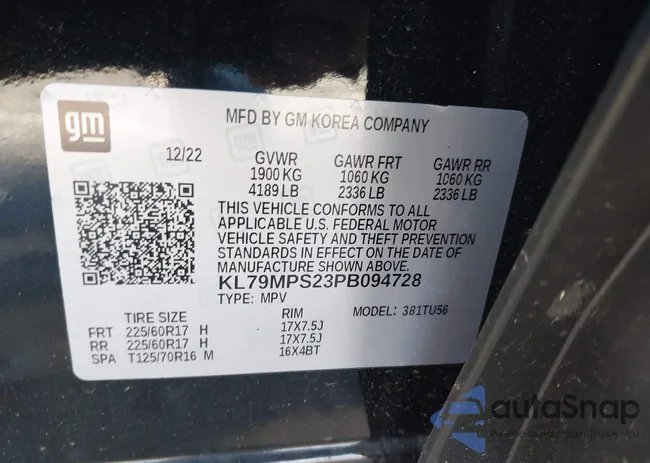 gm
MFD BY GM KOREA COMPANY
12/22 GVWR GAWR FRT GAWR RR
1900 KG 1060 KG 1060 KG
4189 LB 2336 LB 2336 LB
THIS VEHICLE CONFORMS TO ALL
APPLICABLE U.S. FEDERAL MOTOR
VEHICLE SAFETY AND THEFT PREVENTION
STANDARDS IN EFFECT ON THE DATE OF
MANUFACTURE SHOWN ABOVE.
KL79MPS23PB094728
TYPE: MPV MODEL: 381TU56
TIRE SIZE RIM
FRT 225/60R17 H 17X7.5J
RR 225/60R17 H 17X7.5J
SPA T125/70R16 M 16X4BT
autoSnap